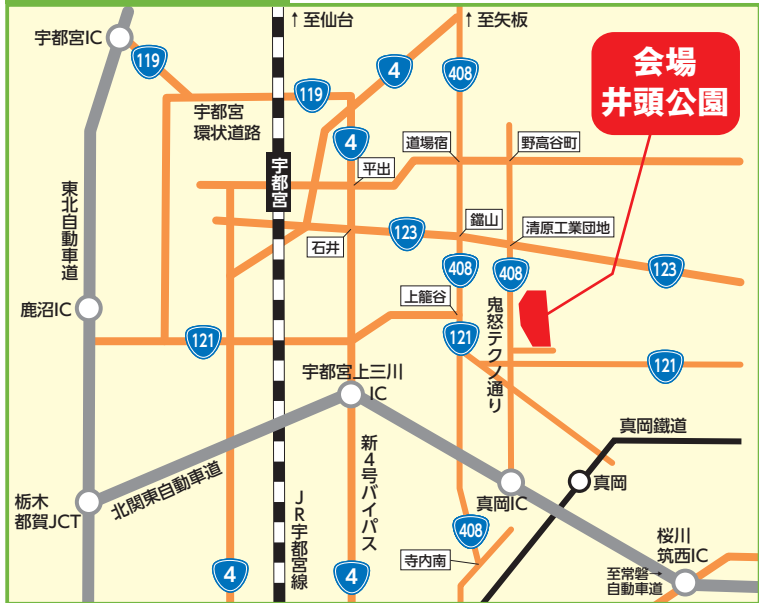 ↑至仙台
↑至矢板
宇都宮IC
119
4
408
会場
井頭公園
119
宇都宮
環状道路
4
道場宿
野高谷町
宇都宮
平出
東北自動車道
石井
123
鐺山
清原工業団地
408
408
123
鹿沼IC
上籠谷
鬼怒テクノ通り
121
121
121
宇都宮上三川
IC
真岡鐵道
新4号バイパス
北関東自動車道
栃木
都賀JCT
JR宇都宮線
真岡IC
真岡
408
桜川
筑西IC
寺内南
至常磐→
自動車道
4
4